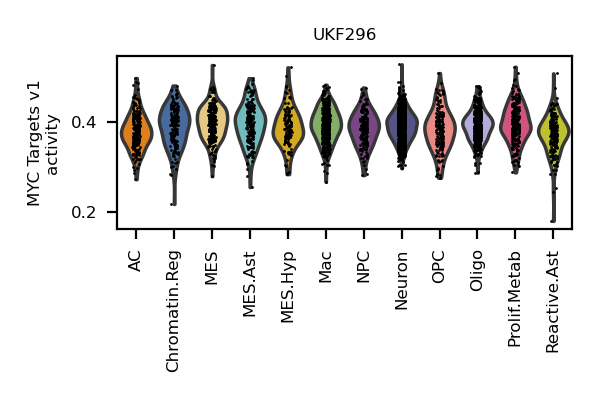 UKF296
MYC Targets v1
activity
0.4
0.2
AC
Chromatin.Reg
MES
MES.Ast
MES.Hyp
Mac
NPC
Neuron
OPC
Oligo
Prolif.Metab
Reactive.Ast